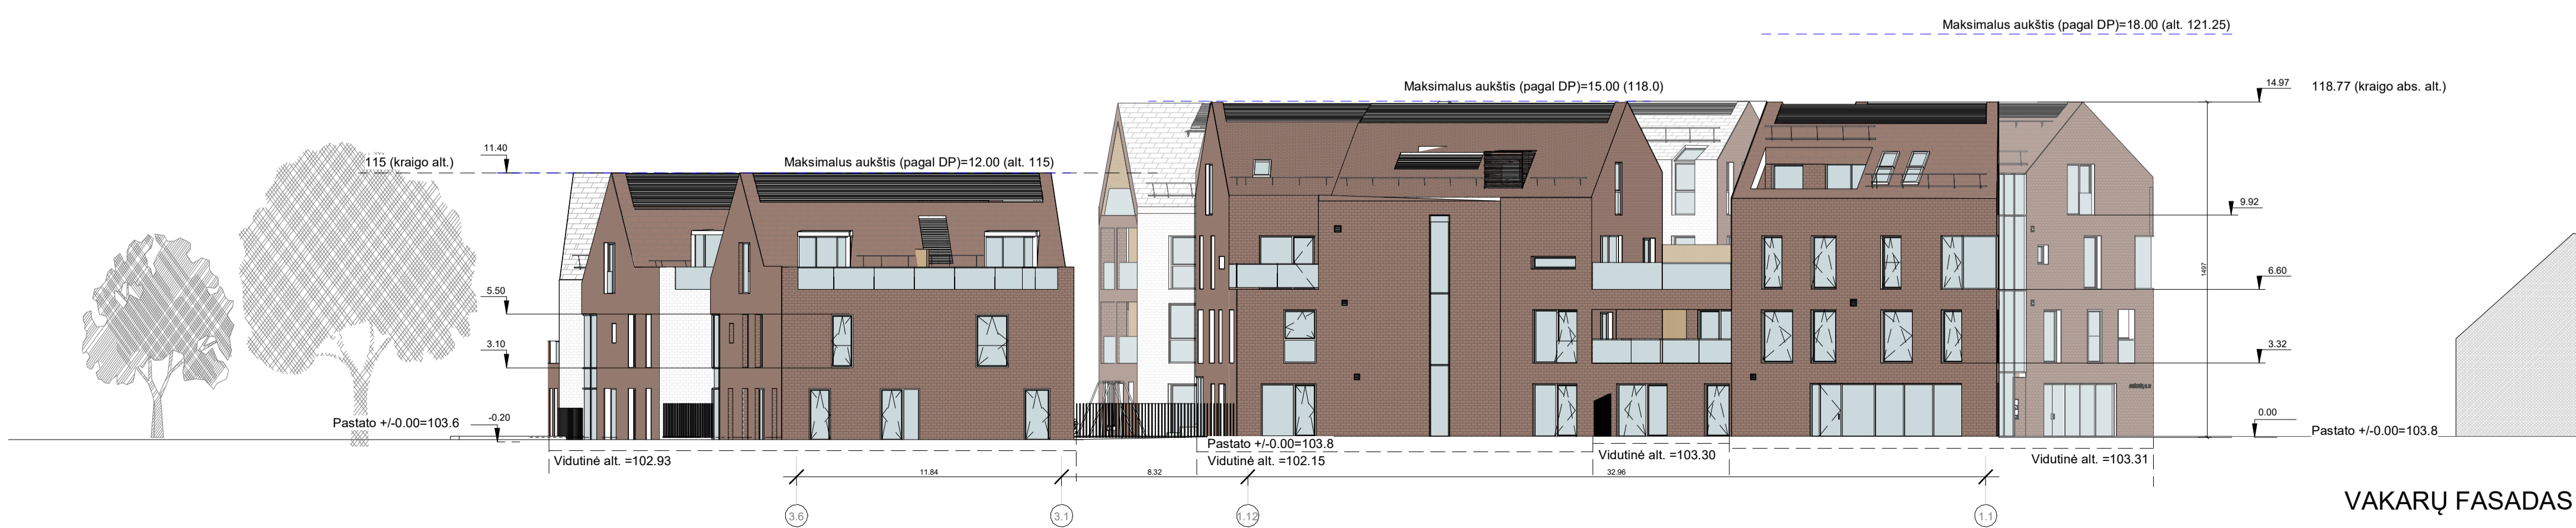 Maksimalus aukštis (pagal DP)=18.00 (alt. 121.25)
Maksimalus aukštis (pagal DP)=15.00 (118.0)
14.97
118.77 (kraigo abs. alt.)
11.40
115 (kraigo alt.)
Maksimalus aukštis (pagal DP)=12.00 (alt. 115)
9.92
1497
6.60
5.50
3.32
3.10
0.00
-0.20
Pastato +/-0.00=103.6
Pastato +/-0.00=103.8
Pastato +/-0.00=103.8
Vidutinė alt. =102.93
Vidutinė alt. =102.15
Vidutinė alt. =103.30
Vidutinė alt. =103.31
11.84
8.32
32.96
3.6
3.1
1.12
1.1
VAKARŲ FASADAS